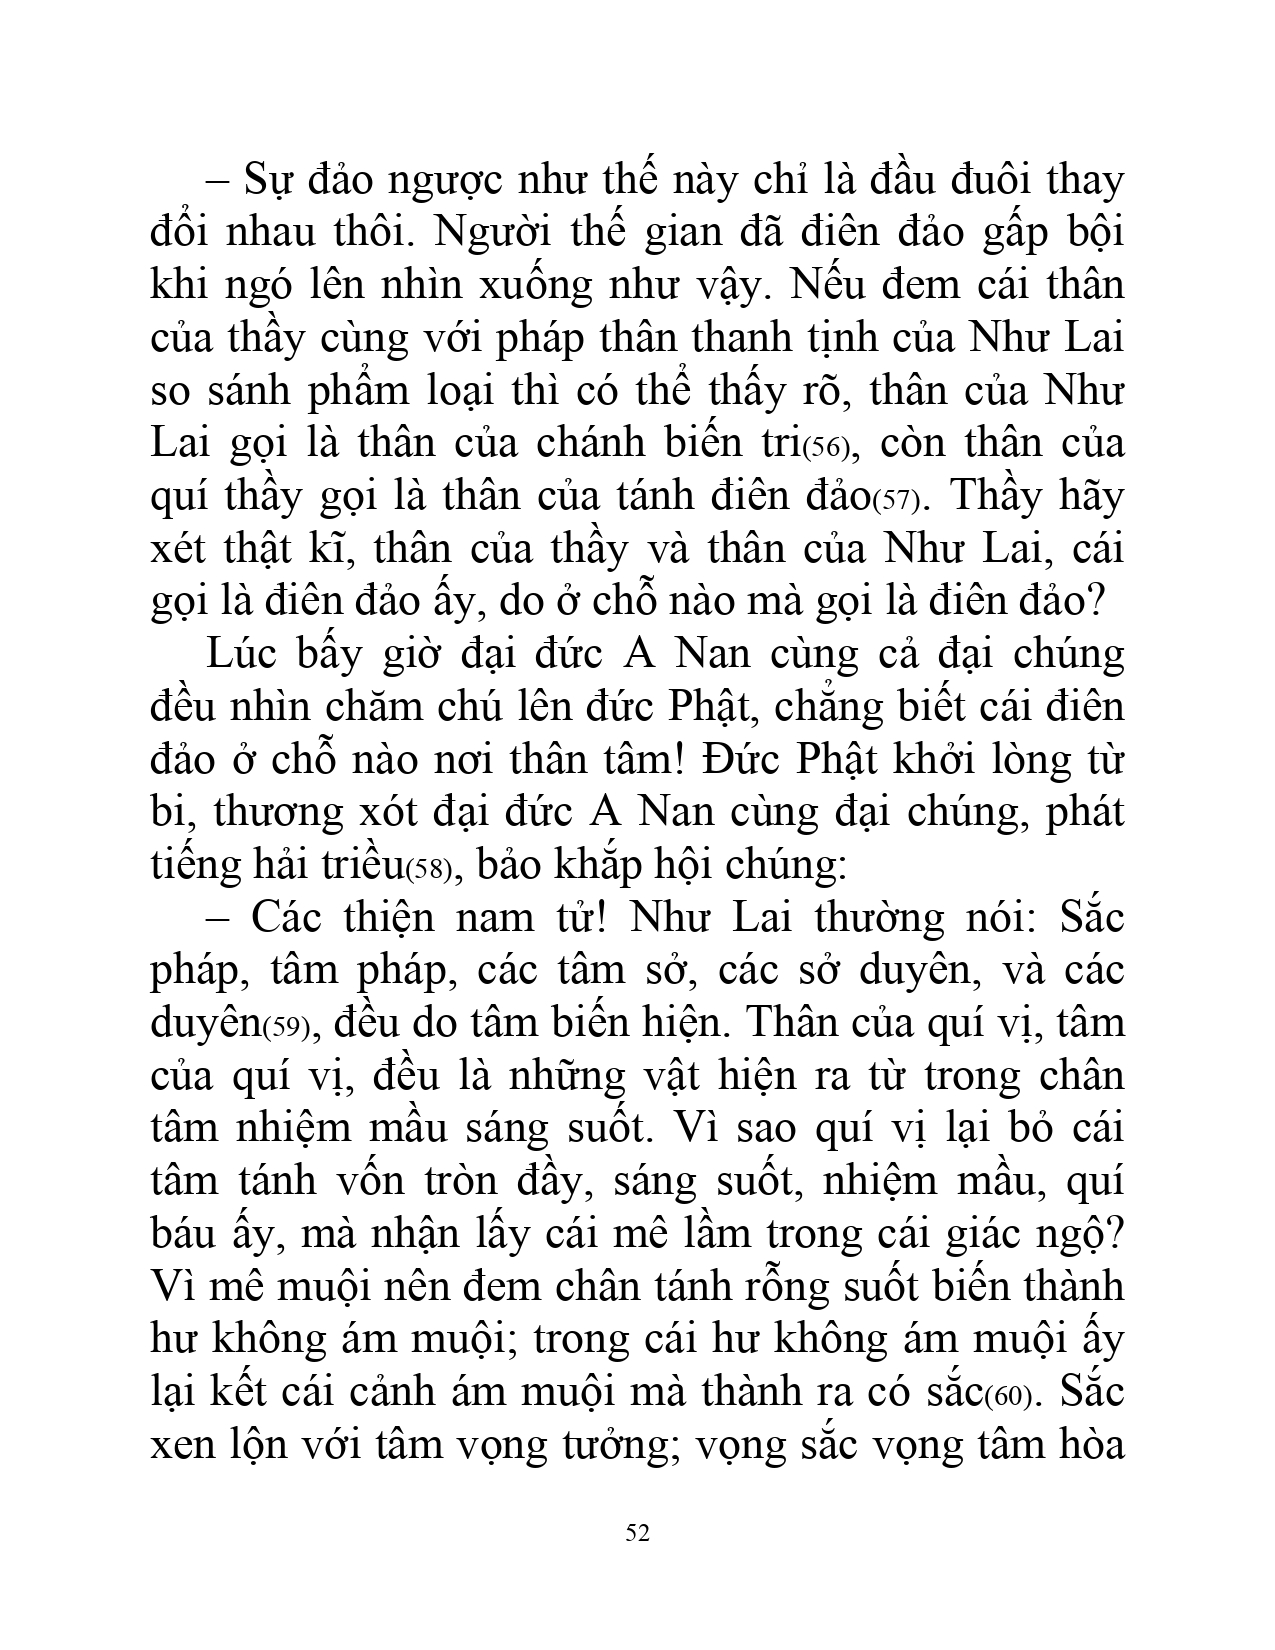 – Sự đảo ngược như thế này chỉ là đầu đuôi thay
đổi nhau thôi. Người thế gian đã điên đảo gấp bội
khi ngó lên nhìn xuống như vậy. Nếu đem cái thân
của thầy cùng với pháp thân thanh tịnh của Như Lai
so sánh phẩm loại thì có thể thấy rõ, thân của Như
Lai gọi là thân của chánh biến tri(56), còn thân của
quí thầy gọi là thân của tánh điên đảo(57). Thầy hãy
xét thật kĩ, thân của thầy và thân của Như Lai, cái
gọi là điên đảo ấy, do ở chỗ nào mà gọi là điên đảo?
Lúc bấy giờ đại đức A Nan cùng cả đại chúng
đều nhìn chăm chú lên đức Phật, chẳng biết cái điên
đảo ở chỗ nào nơi thân tâm! Đức Phật khởi lòng từ
bi, thương xót đại đức A Nan cùng đại chúng, phát
tiếng hải triều(58), bảo khắp hội chúng:
– Các thiện nam tử! Như Lai thường nói: Sắc
pháp, tâm pháp, các tâm sở, các sở duyên, và các
duyên(59), đều do tâm biến hiện. Thân của quí vị, tâm
của quí vị, đều là những vật hiện ra từ trong chân
tâm nhiệm mầu sáng suốt. Vì sao quí vị lại bỏ cái
tâm tánh vốn tròn đầy, sáng suốt, nhiệm mầu, quí
báu ấy, mà nhận lấy cái mê lầm trong cái giác ngộ?
Vì mê muội nên đem chân tánh rỗng suốt biến thành
hư không ám muội; trong cái hư không ám muội ấy
lại kết cái cảnh ám muội mà thành ra có sắc(60). Sắc
xen lộn với tâm vọng tưởng; vọng sắc vọng tâm hòa
52